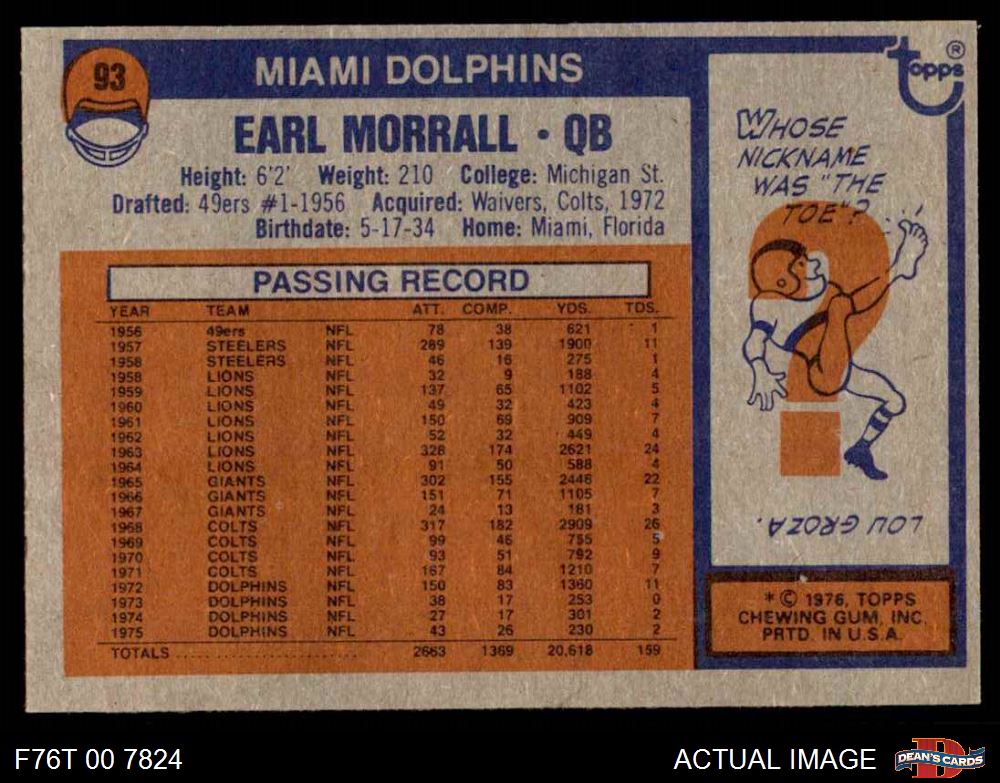 93
MIAMI DOLPHINS
EARL MORRALL • QB
Height: 6'2' Weight: 210 College: Michigan St.
Drafted: 49ers #1-1956 Acquired: Waivers, Colts, 1972
Birthdate: 5-17-34 Home: Miami, Florida
PASSING RECORD
YEAR TEAM ATT. COMP. YDS. TDS.
1956 49ers NFL 78 38 621 1
1957 STEELERS NFL 289 139 1900 11
1958 STEELERS NFL 46 16 275 1
1958 LIONS NFL 32 9 188 4
1959 LIONS NFL 137 65 1102 5
1960 LIONS NFL 49 32 423 4
1961 LIONS NFL 150 69 909 7
1962 LIONS NFL 52 32 449 4
1963 LIONS NFL 328 174 2621 24
1964 LIONS NFL 91 50 588 4
1965 GIANTS NFL 302 155 2446 22
1966 GIANTS NFL 151 71 1105 7
1967 GIANTS NFL 24 13 181 3
1968 COLTS NFL 317 182 2909 26
1969 COLTS NFL 99 46 755 5
1970 COLTS NFL 93 51 792 9
1971 COLTS NFL 167 84 1210 7
1972 DOLPHINS NFL 150 83 1360 11
1973 DOLPHINS NFL 38 17 253 0
1974 DOLPHINS NFL 27 17 301 2
1975 DOLPHINS NFL 43 26 230 2
TOTALS 2663 1369 20,618 159
topps ®
WHOSE
NICKNAME
WAS "THE
TOE"?
LOU GROZA.
* © 1976, TOPPS
CHEWING GUM, INC.
PRTD. IN U.S.A.
F76T 00 7824
ACTUAL IMAGE
DEAN'S CARDS